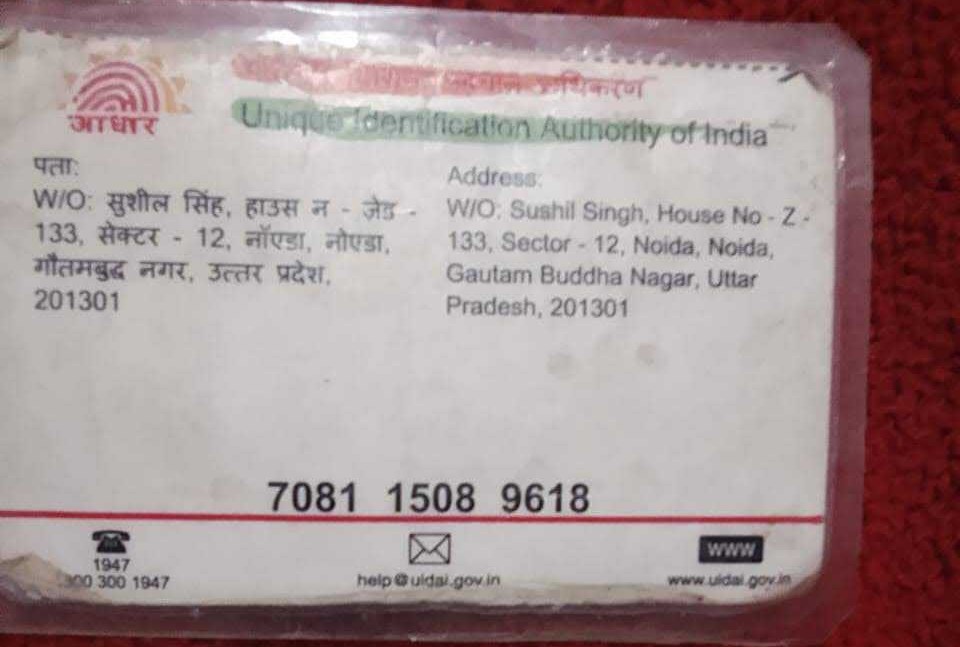 आधार
प्राधिकरण
Unique Identification Authority of India
पता:
W/O: सुशील सिंह, हाउस न - जेड -
133, सेक्टर - 12, नॉएडा, नोएडा,
गौतमबुद्ध नगर, उत्तर प्रदेश,
201301
Address:
W/O: Sushil Singh, House No - Z -
133, Sector - 12, Noida, Noida,
Gautam Buddha Nagar, Uttar
Pradesh, 201301
7081 1508 9618
1947
300 1947
help@uidai.gov.in
WWW
www.uidai.gov.in